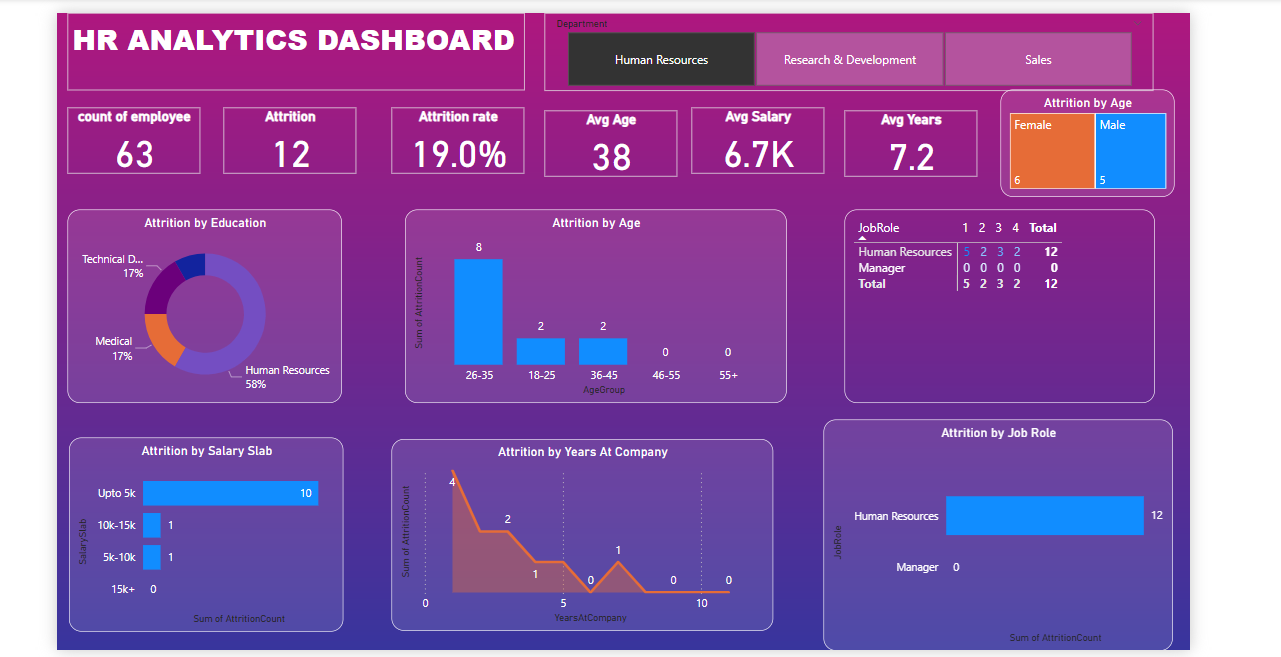 HR ANALYTICS DASHBOARD
Department
Human Resources
Research & Development
Sales
count of employee
63
Attrition
12
Attrition rate
19.0%
Avg Age
38
Avg Salary
6.7K
Avg Years
7.2
Attrition by Age
Female
Male
6
5
Attrition by Education
Technical D...
17%
Medical
17%
Human Resources
58%
Attrition by Age
Sum of AttritionCount
8
2
2
0
0
26-35
18-25
36-45
46-55
55+
AgeGroup
JobRole 1 2 3 4 Total
Human Resources 5 2 3 2 12
Manager 0 0 0 0 0
Total 5 2 3 2 12
Attrition by Salary Slab
SalarySlab
Upto 5k 10
10k-15k 1
5k-10k 1
15k+ 0
Sum of AttritionCount
Attrition by Years At Company
Sum of AttritionCount
4
2
1
0
1
0
0
0
5
10
YearsAtCompany
Attrition by Job Role
JobRole
Human Resources 12
Manager 0
Sum of AttritionCount